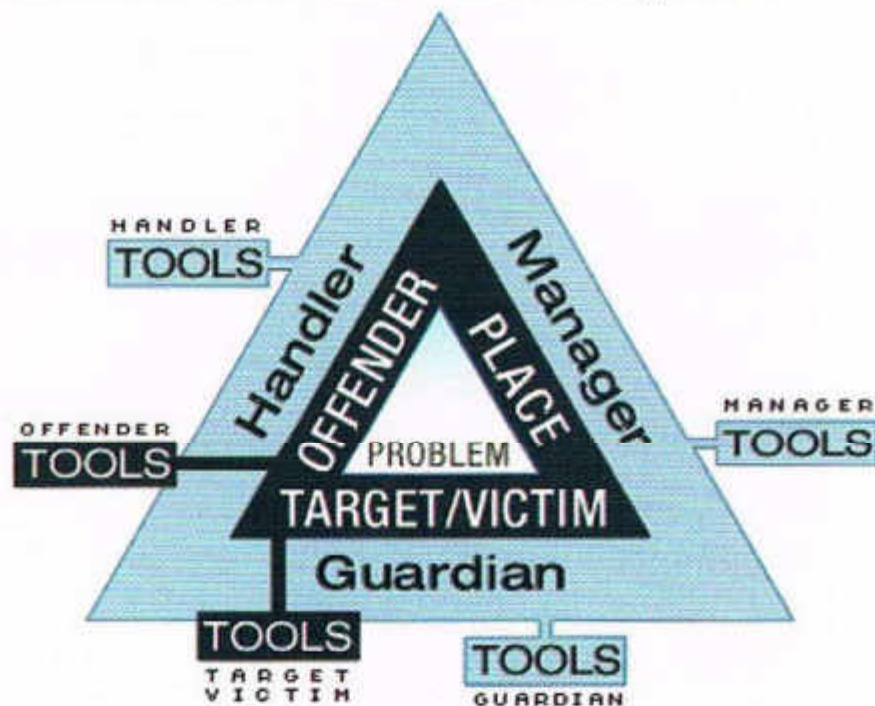 HANDLER
TOOLS
Handler
Manager
OFFENDER
PLACE
MANAGER
TOOLS
OFFENDER
TOOLS
PROBLEM
TARGET/VICTIM
Guardian
TOOLS
TARGET
VICTIM
TOOLS
GUARDIAN